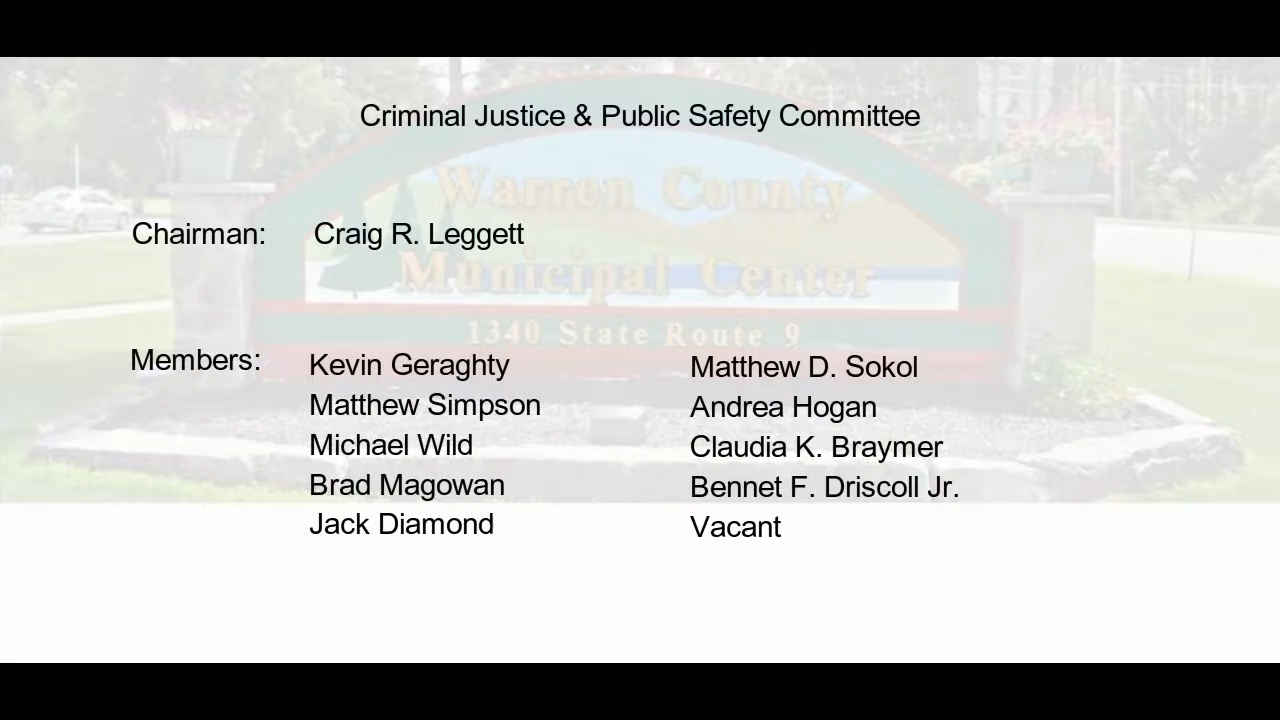 Criminal Justice & Public Safety Committee
Warren County
Chairman: Craig R. Leggett
Municipal Center
1340 State Route 9
Members:
Kevin Geraghty
Matthew Simpson
Michael Wild
Brad Magowan
Jack Diamond
Matthew D. Sokol
Andrea Hogan
Claudia K. Braymer
Bennet F. Driscoll Jr.
Vacant